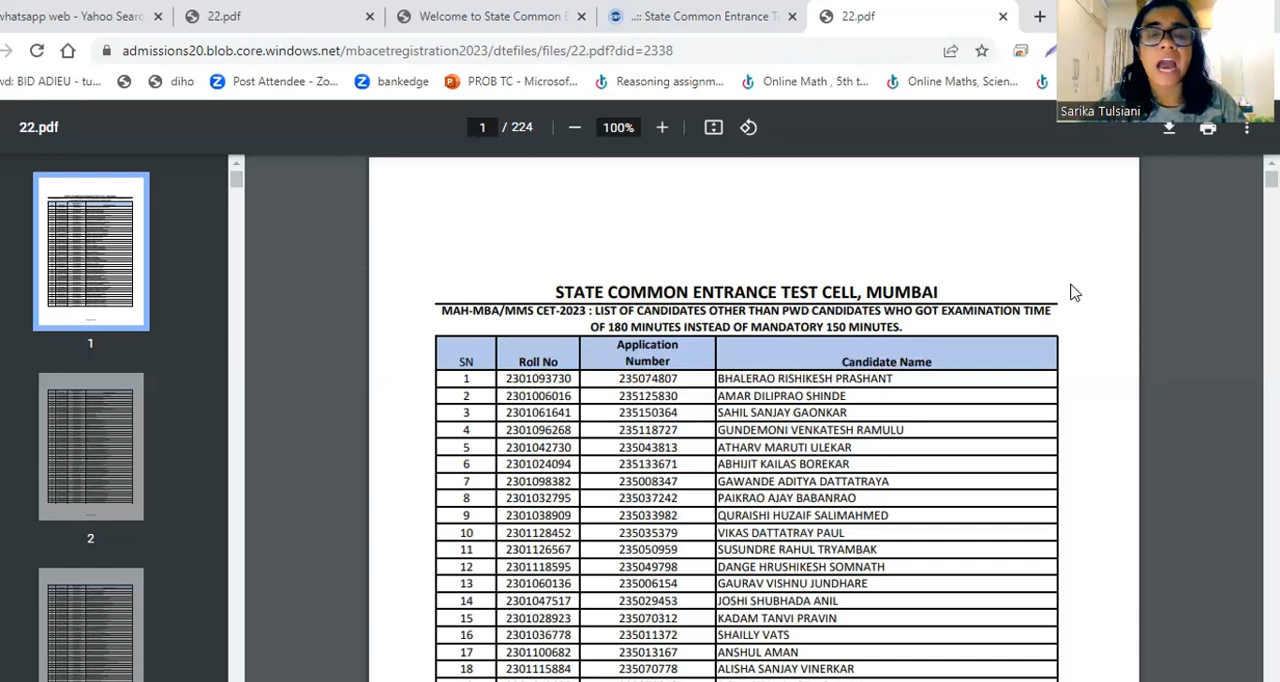 whatsapp web - Yahoo Searc
22.pdf
Welcome to State Common E
..:: State Common Entrance T
22.pdf
admissions20.blob.core.windows.net/mbacetregistration2023/dtefiles/files/22.pdf?did=2338
wd: BID ADIEU - tu...
diho
Post Attendee - Zo...
bankedge
PROB TC - Microsof...
Reasoning assignm...
Online Math , 5th t...
Online Maths, Scien...
Sarika Tulsiani
22.pdf
1 / 224
100%
1
2
STATE COMMON ENTRANCE TEST CELL, MUMBAI
MAH-MBA/MMS CET-2023 : LIST OF CANDIDATES OTHER THAN PWD CANDIDATES WHO GOT EXAMINATION TIME
OF 180 MINUTES INSTEAD OF MANDATORY 150 MINUTES.
SN Roll No Application Number Candidate Name
1 2301093730 235074807 BHALERAO RISHIKESH PRASHANT
2 2301006016 235125830 AMAR DILIPRAO SHINDE
3 2301061641 235150364 SAHIL SANJAY GAONKAR
4 2301096268 235118727 GUNDEMONI VENKATESH RAMULU
5 2301042730 235043813 ATHARV MARUTI ULEKAR
6 2301024094 235133671 ABHIJIT KAILAS BOREKAR
7 2301098382 235008347 GAWANDE ADITYA DATTATRAYA
8 2301032795 235037242 PAIKRAO AJAY BABANRAO
9 2301038909 235033982 QURAISHI HUZAIF SALIMAHMED
10 2301128452 235035379 VIKAS DATTATRAY PAUL
11 2301126567 235050959 SUSUNDRE RAHUL TRYAMBAK
12 2301118595 235049798 DANGE HRUSHIKESH SOMNATH
13 2301060136 235006154 GAURAV VISHNU JUNDHARE
14 2301047517 235029453 JOSHI SHUBHADA ANIL
15 2301028923 235070312 KADAM TANVI PRAVIN
16 2301036778 235011372 SHAILLY VATS
17 2301100682 235013167 ANSHUL AMAN
18 2301115884 235070778 ALISHA SANJAY VINERKAR